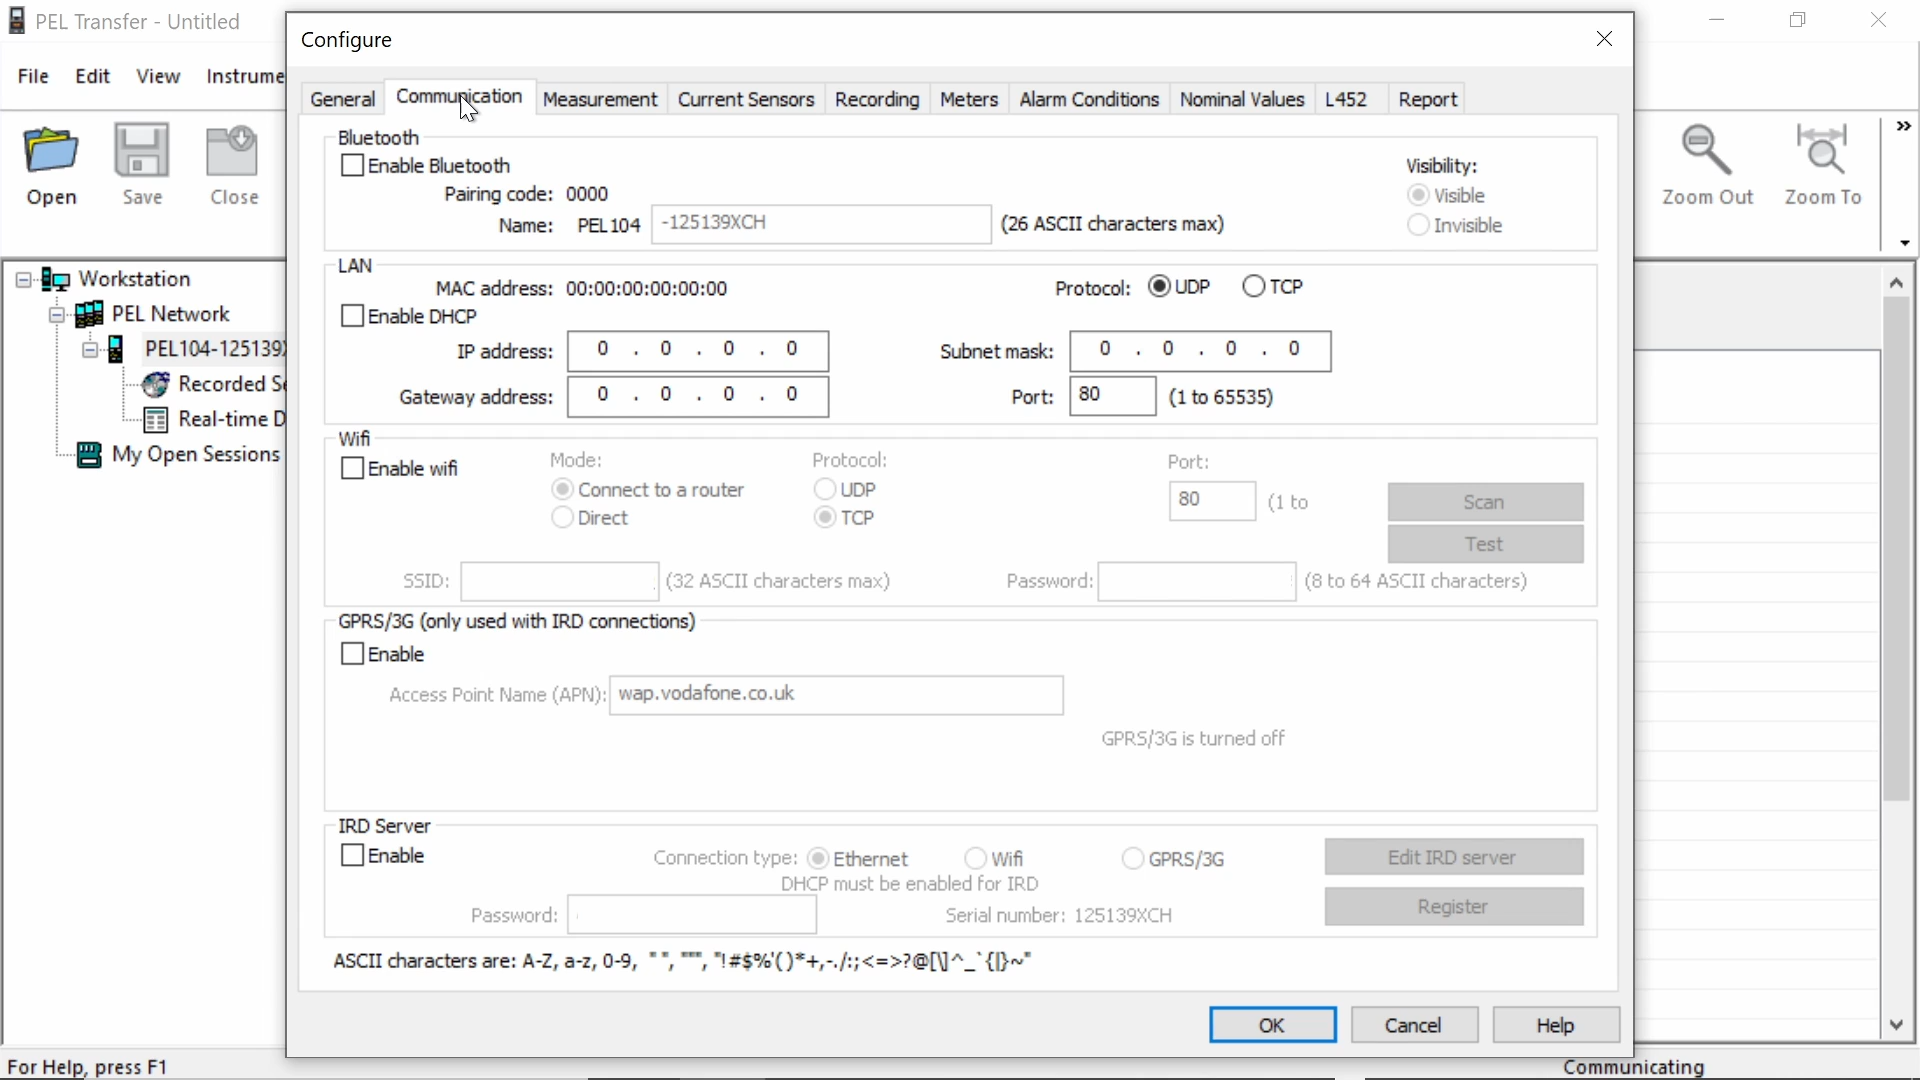 PEL Transfer - Untitled
File Edit View Instrume
Open Save Close
Zoom Out Zoom To
Workstation
PEL Network
PEL104-125139
Recorded Se
Real-time D
My Open Sessions
Configure
General Communication Measurement Current Sensors Recording Meters Alarm Conditions Nominal Values L452 Report
Bluetooth
Enable Bluetooth
Visibility:
Pairing code: 0000
Visible
Name: PEL104 -125139XCH (26 ASCII characters max)
Invisible
LAN
MAC address: 00:00:00:00:00:00 Protocol: UDP TCP
Enable DHCP
IP address: 0 . 0 . 0 . 0 Subnet mask: 0 . 0 . 0 . 0
Gateway address: 0 . 0 . 0 . 0 Port: 80 (1 to 65535)
Wifi
Enable wifi Mode: Protocol: Port:
Connect to a router UDP 80 (1 to Scan
Direct TCP
Test
SSID: (32 ASCII characters max) Password: (8 to 64 ASCII characters)
GPRS/3G (only used with IRD connections)
Enable
Access Point Name (APN): wap.vodafone.co.uk
GPRS/3G is turned off
IRD Server
Enable Connection type: Ethernet Wifi GPRS/3G Edit IRD server
DHCP must be enabled for IRD
Password: Serial number: 125139XCH Register
ASCII characters are: A-Z, a-z, 0-9, " ", """, "!#$%'()*+,-./:;<=>?@[\]^_`{|}~"
OK Cancel Help
For Help, press F1
Communicating